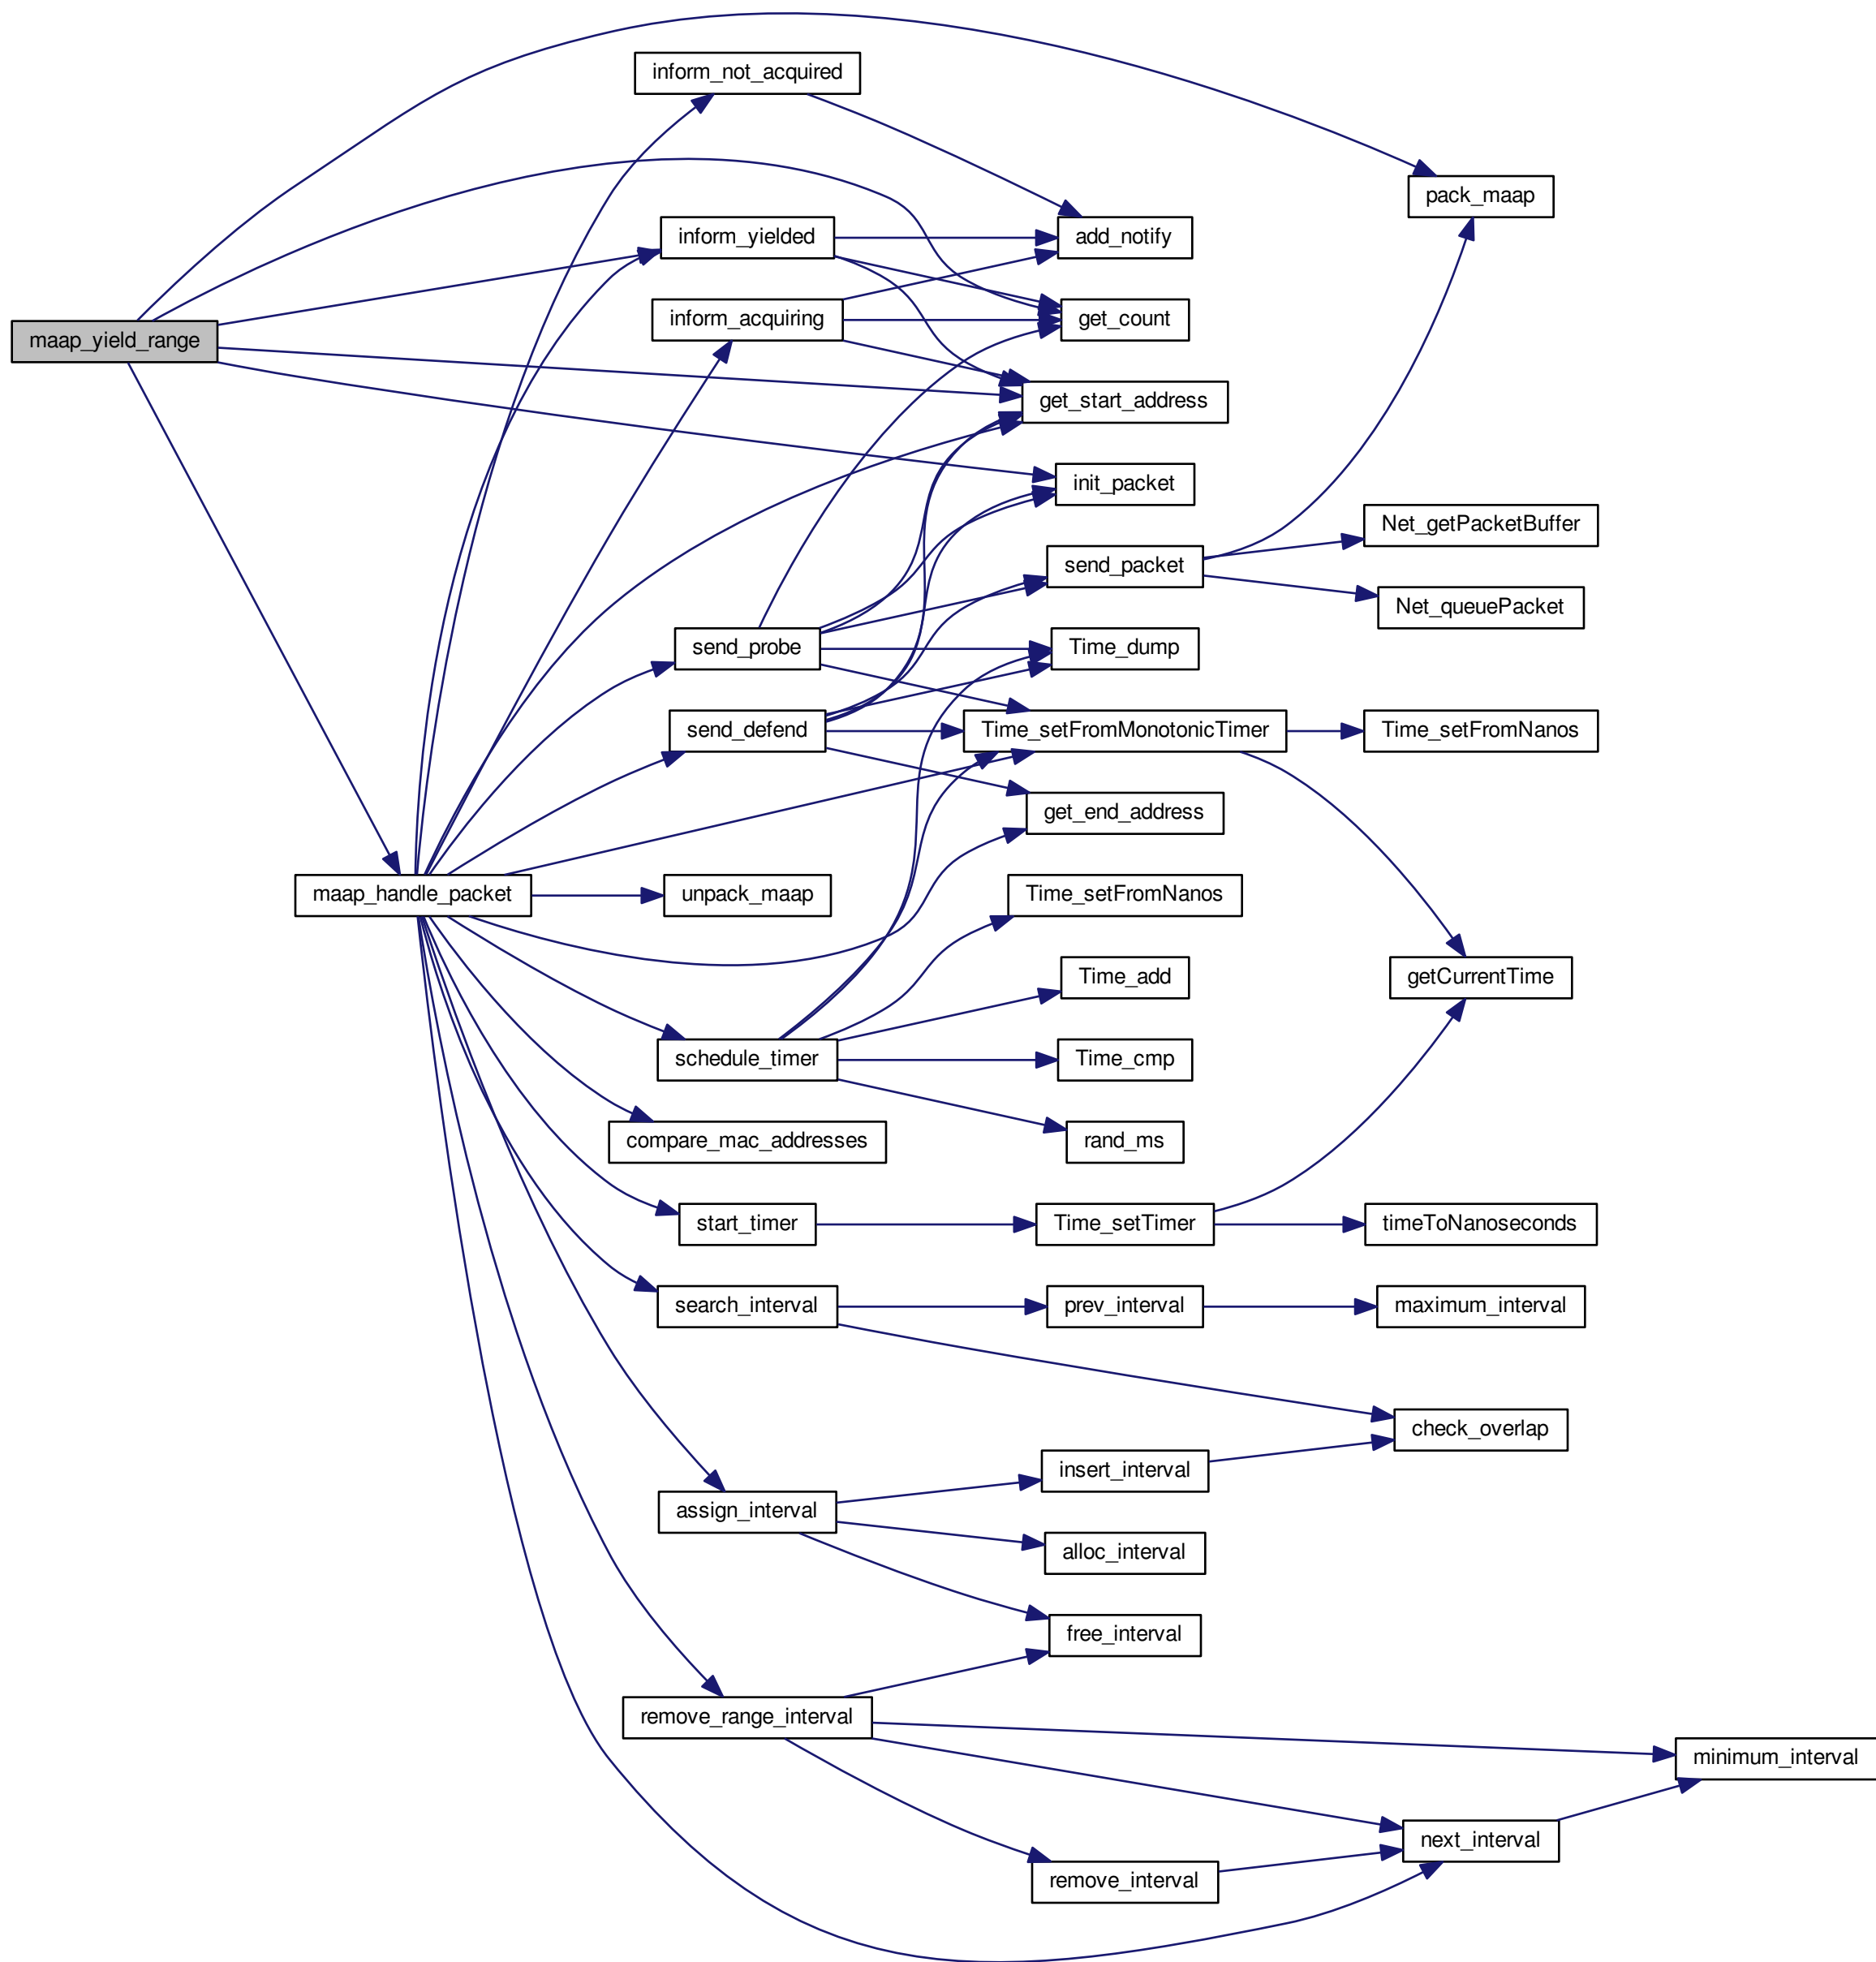 inform_not_acquired
pack_maap
inform_yielded
add_notify
inform_acquiring
get_count
maap_yield_range
get_start_address
init_packet
Net_getPacketBuffer
send_packet
Net_queuePacket
send_probe
Time_dump
send_defend
Time_setFromMonotonicTimer
Time_setFromNanos
get_end_address
maap_handle_packet
unpack_maap
Time_setFromNanos
Time_add
getCurrentTime
schedule_timer
Time_cmp
compare_mac_addresses
rand_ms
start_timer
Time_setTimer
timeToNanoseconds
search_interval
prev_interval
maximum_interval
check_overlap
insert_interval
assign_interval
alloc_interval
free_interval
remove_range_interval
minimum_interval
next_interval
remove_interval